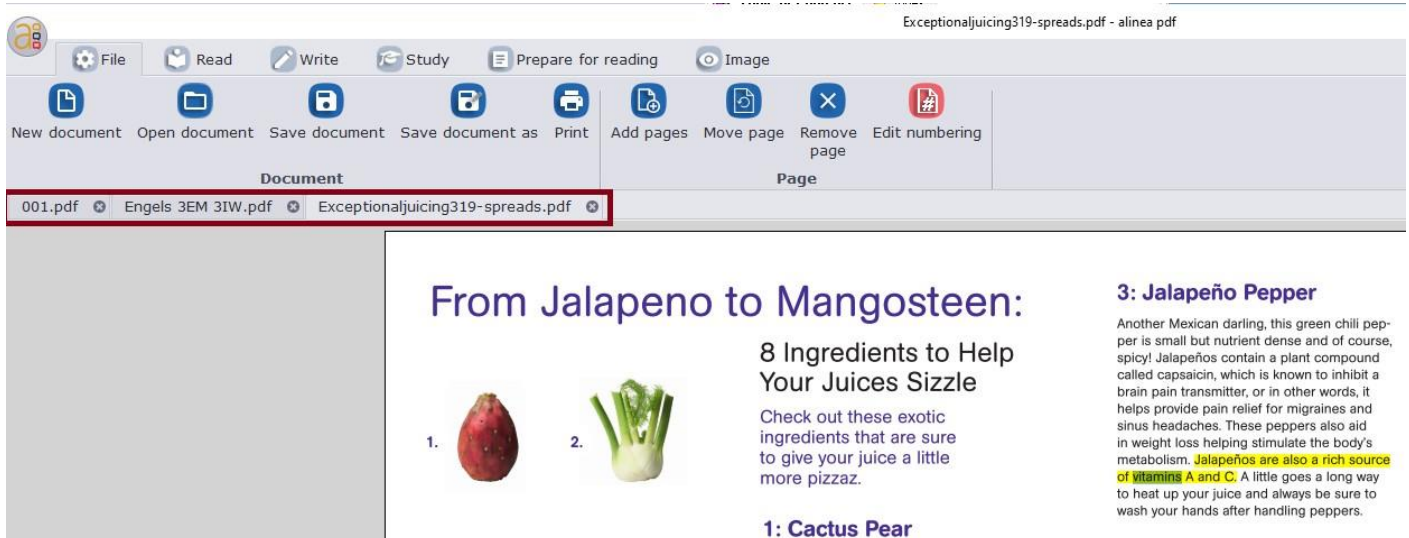 Exceptionaljuicing319-spreads.pdf - alinea pdf
File Read Write Study Prepare for reading Image
New document Open document Save document Save document as Print Add pages Move page Remove page Edit numbering
Document Page
001.pdf Engels 3EM 3IW.pdf Exceptionaljuicing319-spreads.pdf
From Jalapeno to Mangosteen:
8 Ingredients to Help
Your Juices Sizzle
Check out these exotic
ingredients that are sure
to give your juice a little
more pizzaz.
1.
2.
1: Cactus Pear
3: Jalapeño Pepper
Another Mexican darling, this green chili pep-
per is small but nutrient dense and of course,
spicy! Jalapeños contain a plant compound
called capsaicin, which is known to inhibit a
brain pain transmitter, or in other words, it
helps provide pain relief for migraines and
sinus headaches. These peppers also aid
in weight loss helping stimulate the body's
metabolism. Jalapeños are also a rich source
of vitamins A and C. A little goes a long way
to heat up your juice and always be sure to
wash your hands after handling peppers.